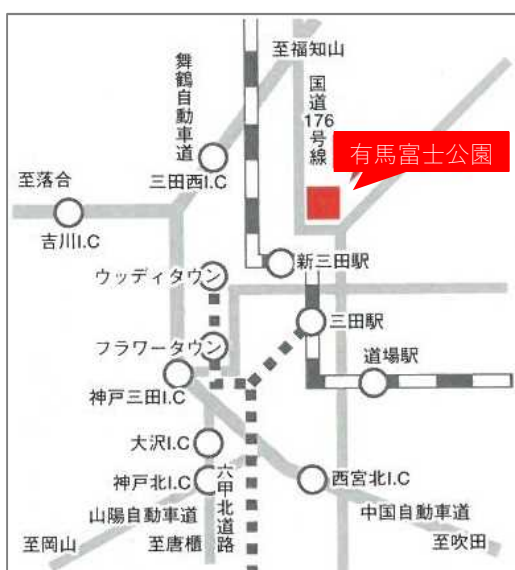 至福知山
舞鶴自動車道
国道176号線
有馬富士公園
三田西I.C
至落合
吉川I.C
新三田駅
ウッディタウン
三田駅
フラワータウン
道場駅
神戸三田I.C
大沢I.C
神戸北I.C
六甲北道路
西宮北I.C
山陽自動車道
中国自動車道
至岡山
至唐櫃
至吹田